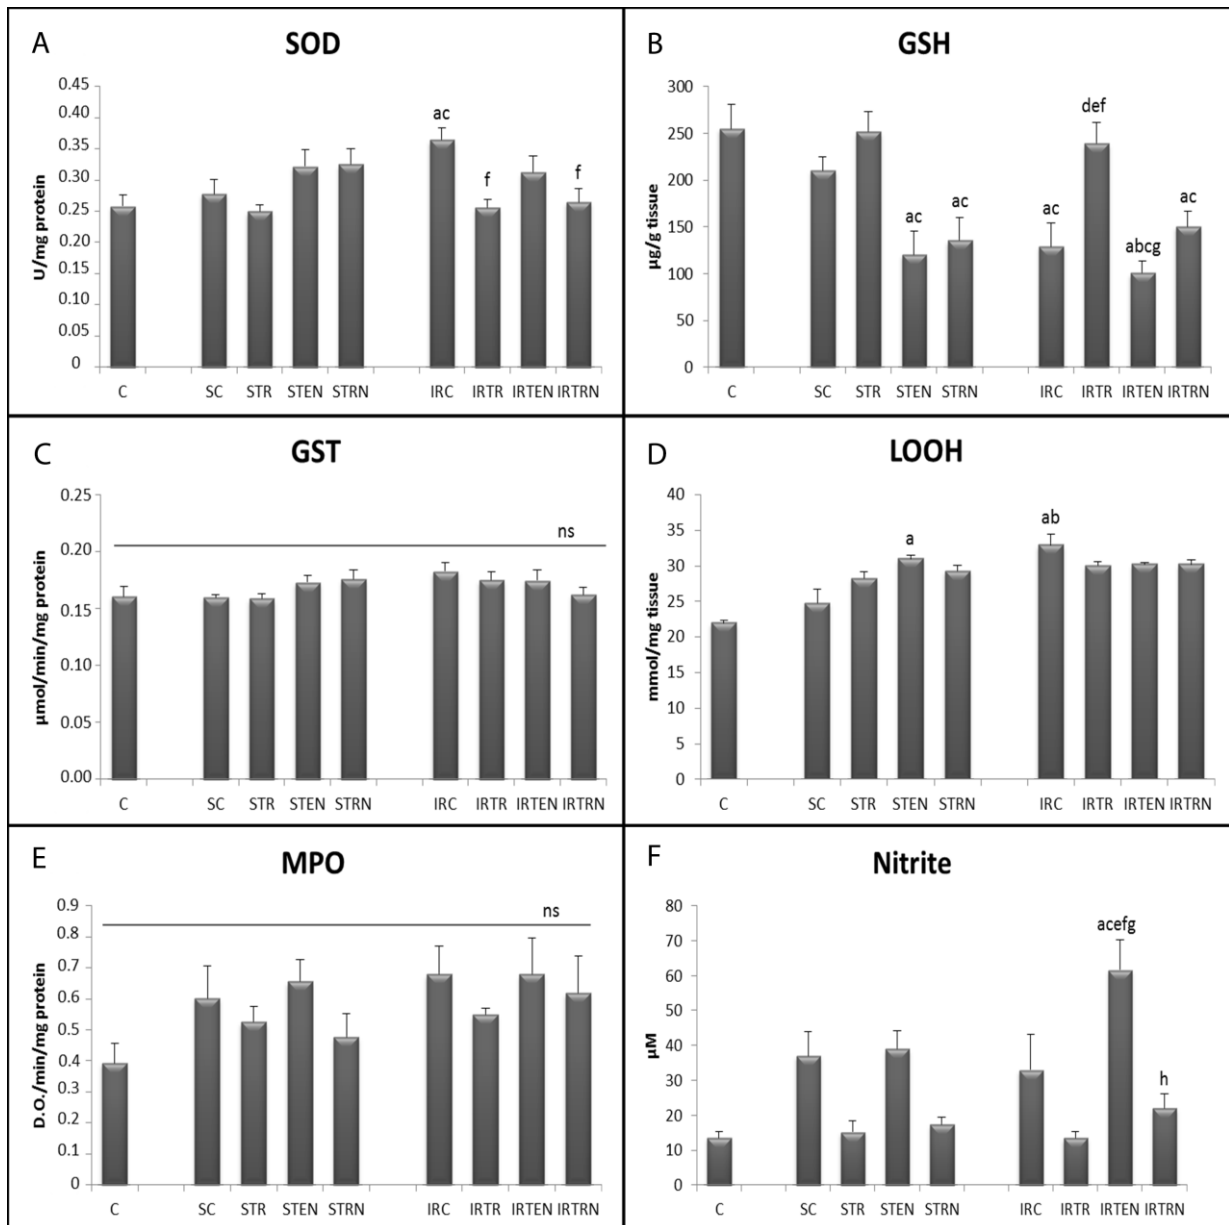 A
SOD
U/mg protein
0.45
0.40
0.35
0.30
0.25
0.20
0.15
0.10
0.05
0
ac
f
f
C SC STR STEN STRN IRC IRTR IRTEN IRTRN
B
GSH
µg/g tissue
300
250
200
150
100
50
0
ac
ac
ac
def
abcg
ac
C SC STR STEN STRN IRC IRTR IRTEN IRTRN
C
GST
µmol/min/mg protein
0.25
0.20
0.15
0.10
0.05
0.00
ns
C SC STR STEN STRN IRC IRTR IRTEN IRTRN
D
LOOH
mmol/mg tissue
40
35
30
25
20
15
10
5
0
a
ab
C SC STR STEN STRN IRC IRTR IRTEN IRTRN
E
MPO
D.O./min/mg protein
0.9
0.8
0.7
0.6
0.5
0.4
0.3
0.2
0.1
0
ns
C SC STR STEN STRN IRC IRTR IRTEN IRTRN
F
Nitrite
µM
80
70
60
50
40
30
20
10
0
acefg
h
C SC STR STEN STRN IRC IRTR IRTEN IRTRN